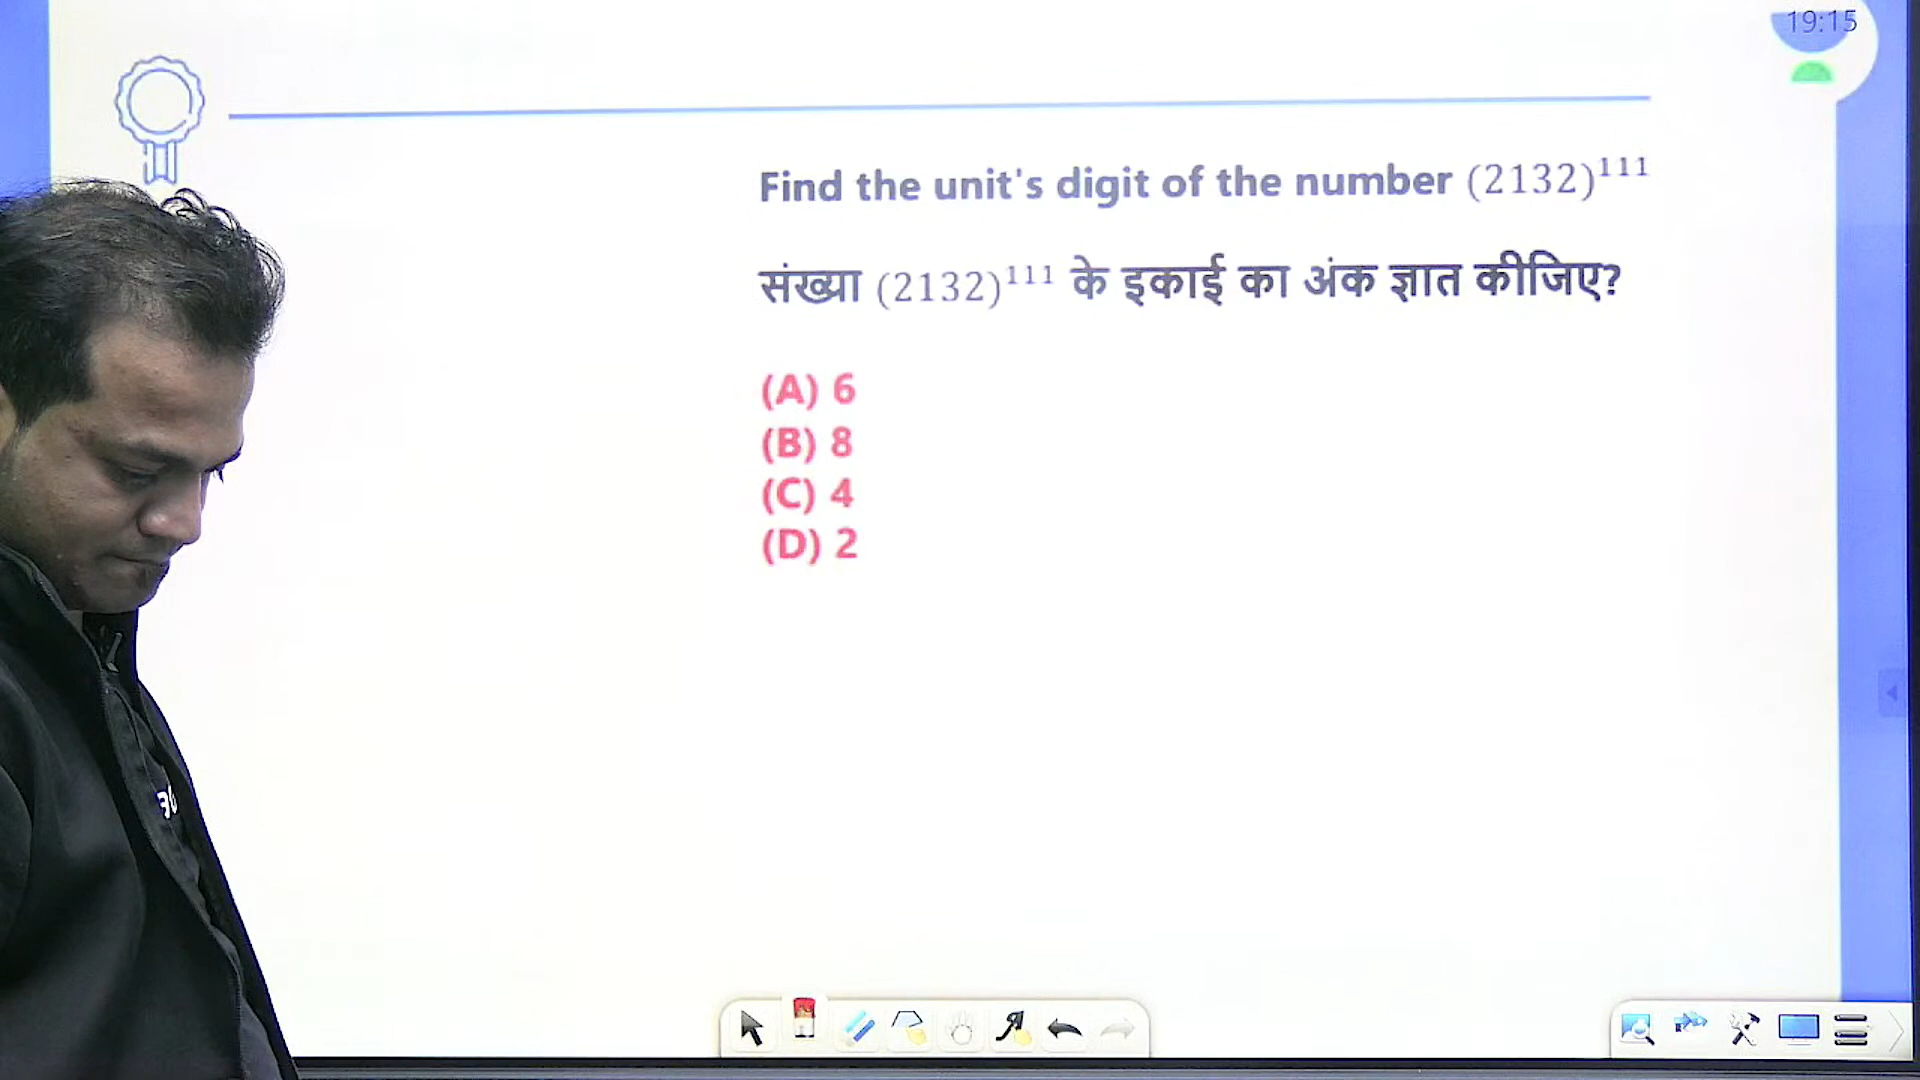 19:15
Find the unit's digit of the number (2132)¹¹¹
संख्या (2132)¹¹¹ के इकाई का अंक ज्ञात कीजिए?
(A) 6
(B) 8
(C) 4
(D) 2